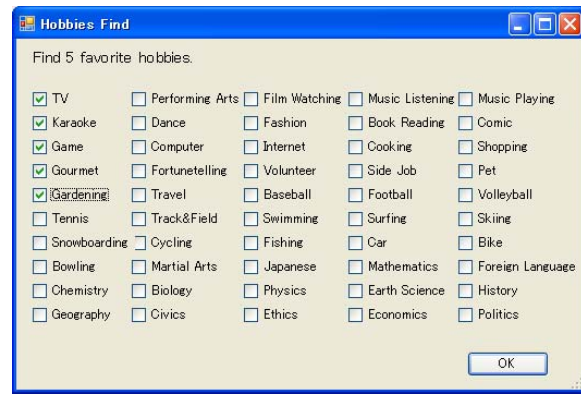 Hobbies Find
Find 5 favorite hobbies.
TV Performing Arts Film Watching Music Listening Music Playing
Karaoke Dance Fashion Book Reading Comic
Game Computer Internet Cooking Shopping
Gourmet Fortunetelling Volunteer Side Job Pet
Gardening Travel Baseball Football Volleyball
Tennis Track&Field Swimming Surfing Skiing
Snowboarding Cycling Fishing Car Bike
Bowling Martial Arts Japanese Mathematics Foreign Language
Chemistry Biology Physics Earth Science History
Geography Civics Ethics Economics Politics
OK